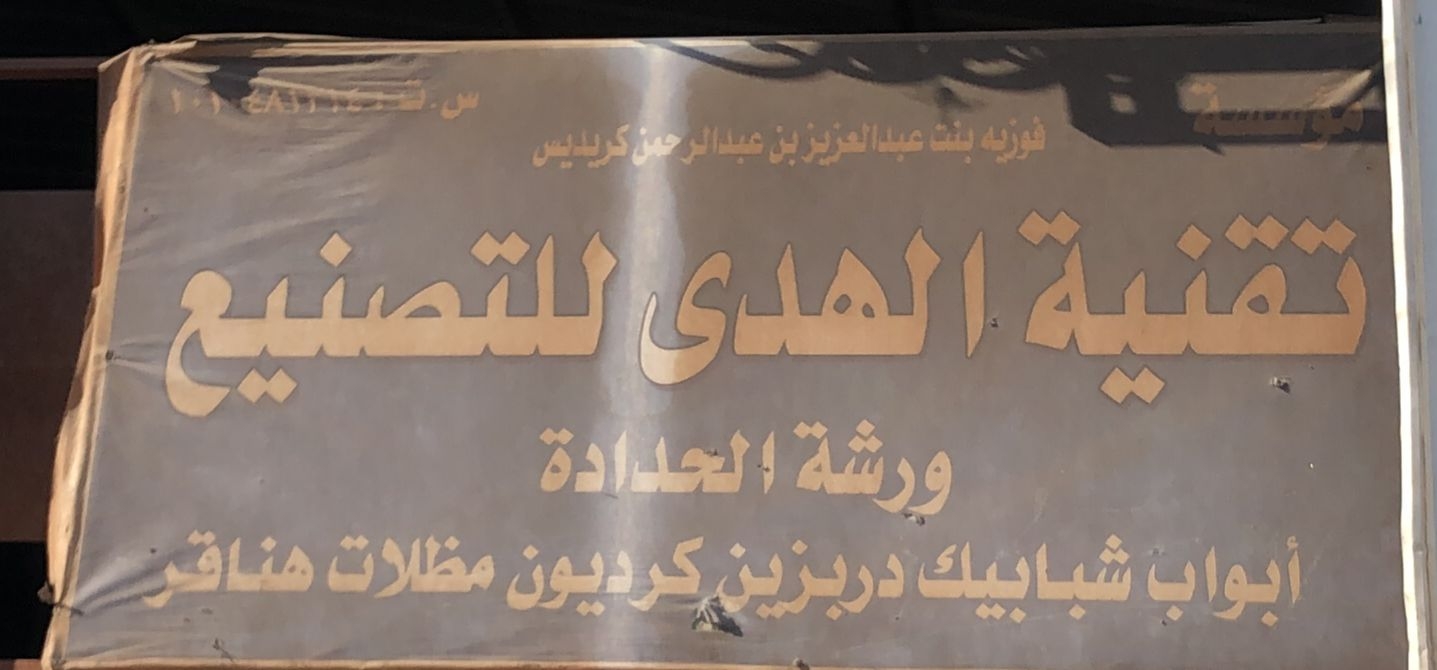 مؤسسة
فوزيه بنت عبدالعزيز بن عبدالرحمن كريديس
س.ت
تقنية الهدى للتصنيع
ورشة الحدادة
أبواب شبابيك دربزين كرديون مظلات هناقر